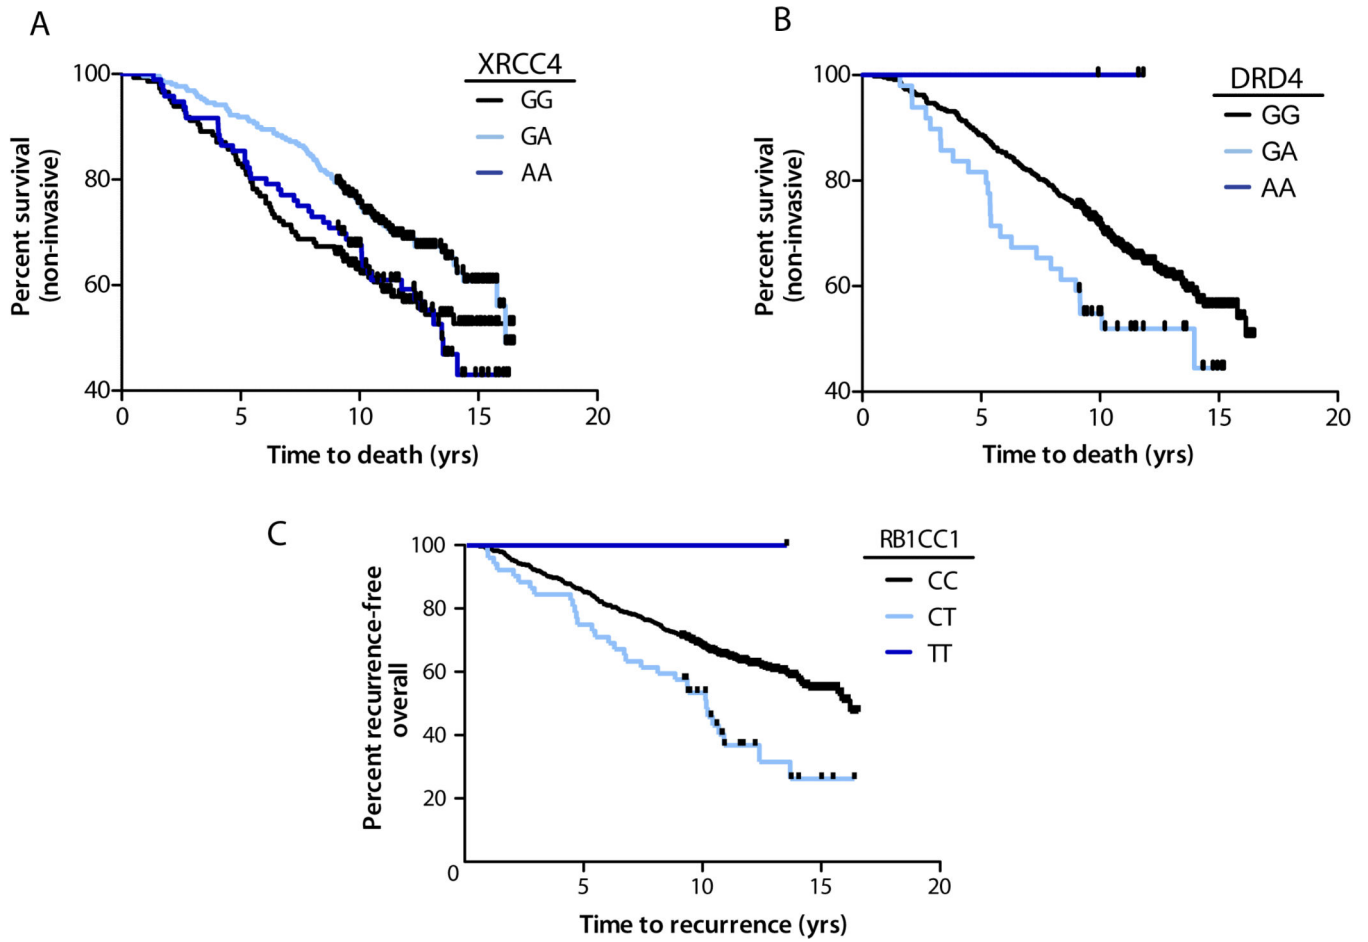 A
XRCC4
GG
GA
AA
Percent survival
(non-invasive)
100
80
60
40
0 5 10 15 20
Time to death (yrs)
B
DRD4
GG
GA
AA
Percent survival
(non-invasive)
100
80
60
40
0 5 10 15 20
Time to death (yrs)
C
RB1CC1
CC
CT
TT
Percent recurrence-free
overall
100
80
60
40
20
0
5 10 15 20
Time to recurrence (yrs)